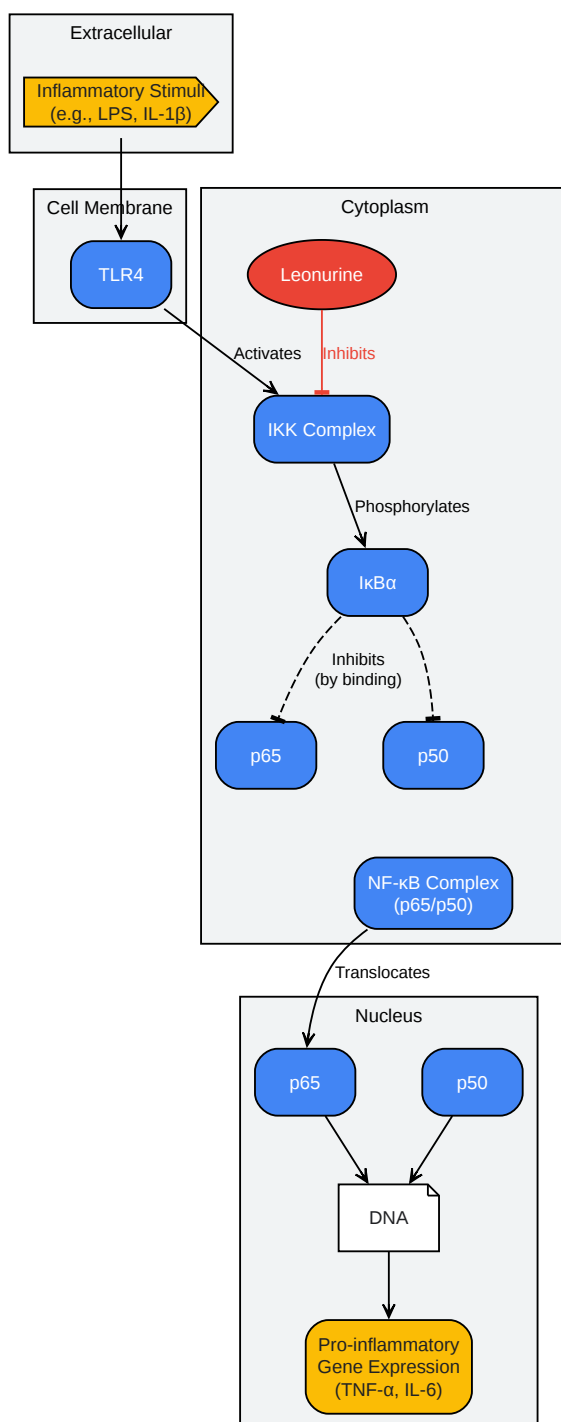 Extracellular
Inflammatory Stimuli
(e.g., LPS, IL-1β)
Cell Membrane
TLR4
Cytoplasm
Leonurine
Activates
Inhibits
IKK Complex
Phosphorylates
IκBα
Inhibits
(by binding)
p65
p50
NF-κB Complex
(p65/p50)
Translocates
Nucleus
p65
p50
DNA
Pro-inflammatory
Gene Expression
(TNF-α, IL-6)